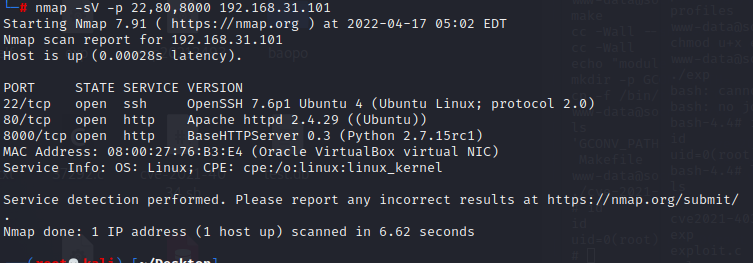 └─# nmap -sV -p 22,80,8000 192.168.31.101
Starting Nmap 7.91 ( https://nmap.org ) at 2022-04-17 05:02 EDT
Nmap scan report for 192.168.31.101
Host is up (0.00028s latency).
PORT     STATE SERVICE VERSION
22/tcp   open  ssh     OpenSSH 7.6p1 Ubuntu 4 (Ubuntu Linux; protocol 2.0)
80/tcp   open  http    Apache httpd 2.4.29 ((Ubuntu))
8000/tcp open  http    BaseHTTPServer 0.3 (Python 2.7.15rc1)
MAC Address: 08:00:27:76:B3:E4 (Oracle VirtualBox virtual NIC)
Service Info: OS: Linux; CPE: cpe:/o:linux:linux_kernel
Service detection performed. Please report any incorrect results at https://nmap.org/submit/
.
Nmap done: 1 IP address (1 host up) scanned in 6.62 seconds